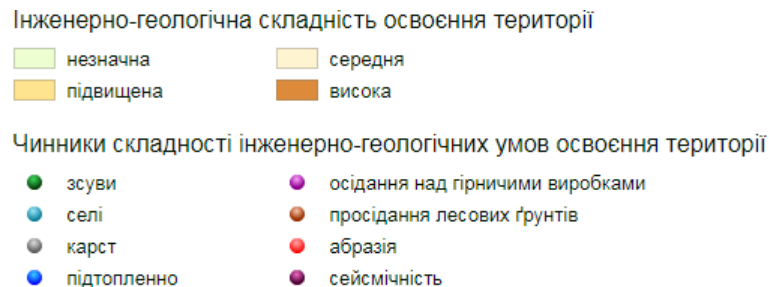 Інженерно-геологічна складність освоєння території
незначна середня
підвищена висока
Чинники складності інженерно-геологічних умов освоєння території
зсуви осідання над гірничими виробками
селі просідання лесових ґрунтів
карст абразія
підтопленно сейсмічність